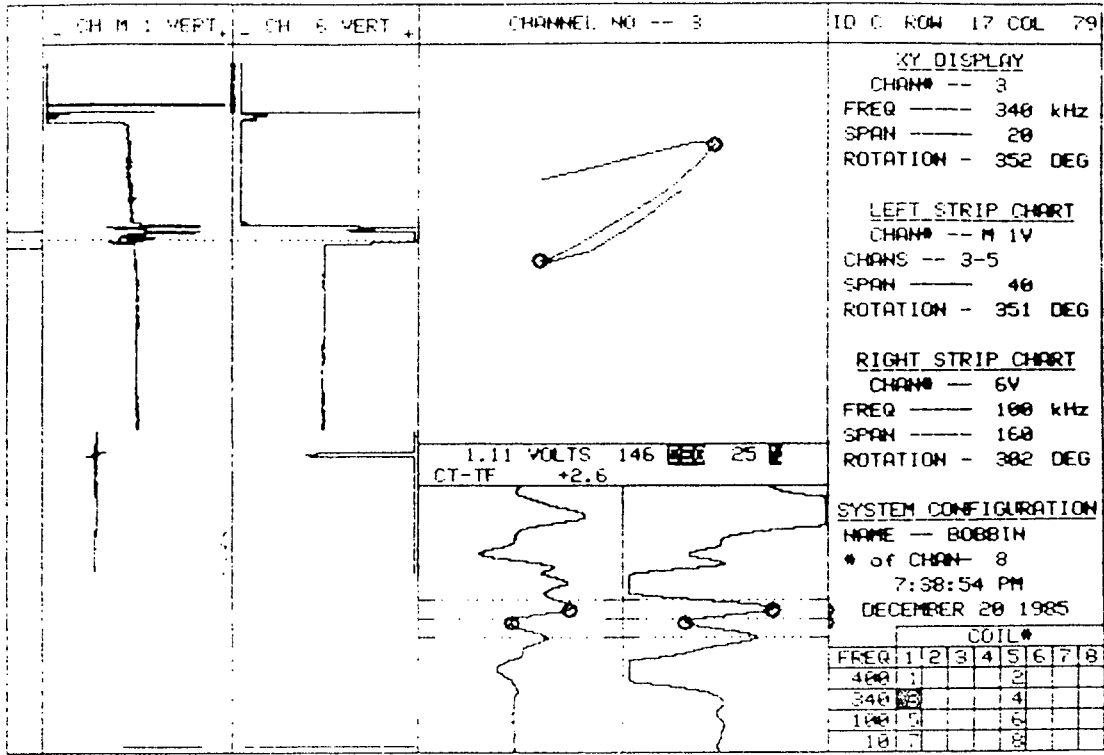 _ CH M 1 VERT + _ CH 6 VERT + CHANNEL NO -- 3 ID C ROW 17 COL 79
XY DISPLAY
CHAN# -- 3
FREQ ---- 340 kHz
SPAN ---- 20
ROTATION - 352 DEG
LEFT STRIP CHART
CHAN# -- M 1V
CHANS -- 3-5
SPAN ---- 40
ROTATION - 351 DEG
RIGHT STRIP CHART
CHAN# -- 6V
FREQ ---- 100 kHz
SPAN ---- 160
ROTATION - 302 DEG
1.11 VOLTS 146 DEG 25
CT-TF +2.6
SYSTEM CONFIGURATION
NAME -- BOBBIN
# of CHAN- 8
7:38:54 PM
DECEMBER 20 1985
COIL#
FREQ 1 2 3 4 5 6 7 8
400 1 2
340 3 4
100 5 6
10 7 8